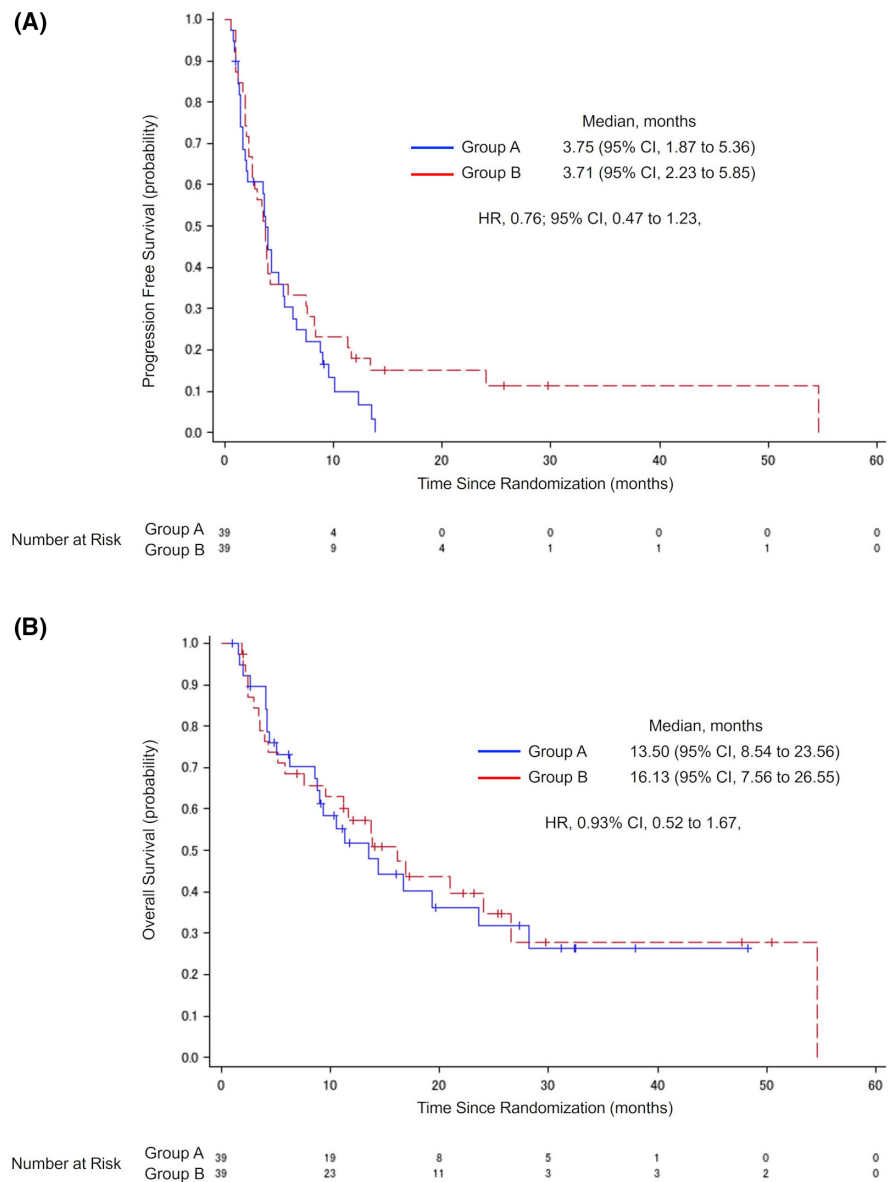 (A)
1.0
0.9
0.8
0.7
0.6
0.5
0.4
0.3
0.2
0.1
0.0
Progression Free Survival (probability)
Median, months
Group A 3.75 (95% CI, 1.87 to 5.36)
Group B 3.71 (95% CI, 2.23 to 5.85)
HR, 0.76; 95% CI, 0.47 to 1.23,
0 10 20 30 40 50 60
Time Since Randomization (months)
Number at Risk
Group A 39 4 0 0 0 0 0
Group B 39 9 4 1 1 1 0
(B)
1.0
0.9
0.8
0.7
0.6
0.5
0.4
0.3
0.2
0.1
0.0
Overall Survival (probability)
Median, months
Group A 13.50 (95% CI, 8.54 to 23.56)
Group B 16.13 (95% CI, 7.56 to 26.55)
HR, 0.93% CI, 0.52 to 1.67,
0 10 20 30 40 50 60
Time Since Randomization (months)
Number at Risk
Group A 39 19 8 5 1 0 0
Group B 39 23 11 3 3 2 0